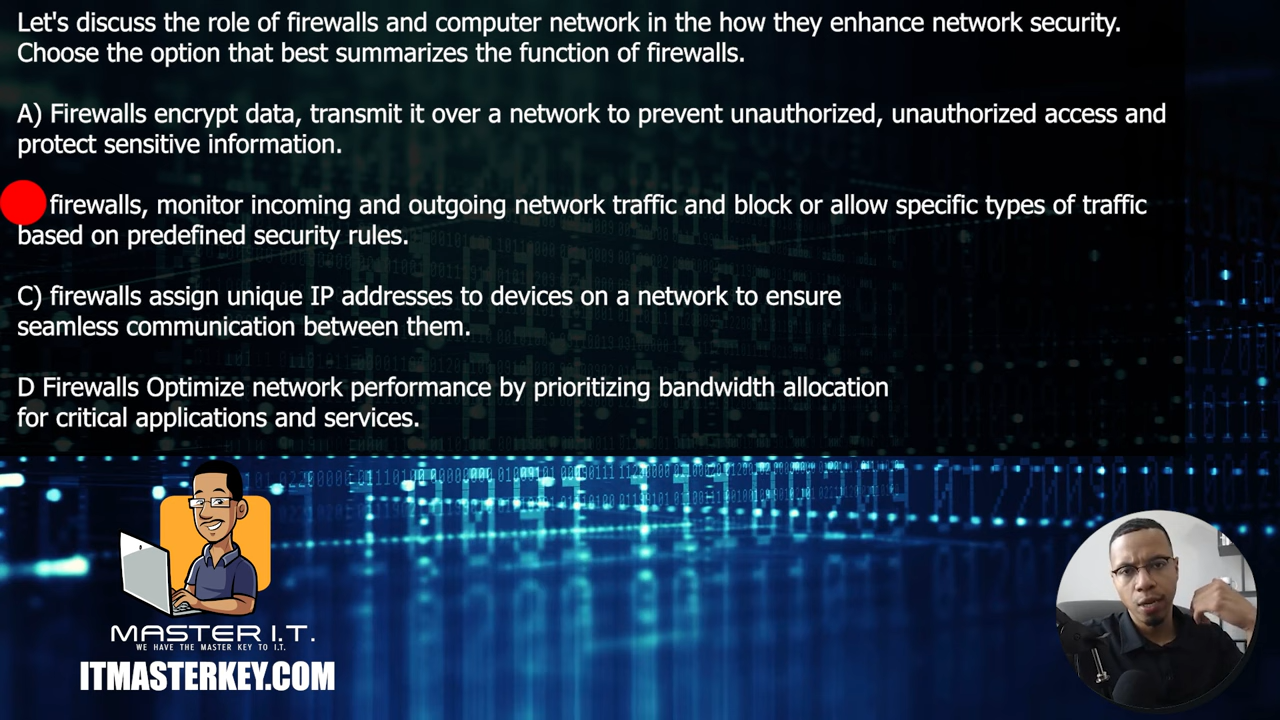 Let's discuss the role of firewalls and computer network in the how they enhance network security.
Choose the option that best summarizes the function of firewalls.
A) Firewalls encrypt data, transmit it over a network to prevent unauthorized, unauthorized access and
protect sensitive information.
firewalls, monitor incoming and outgoing network traffic and block or allow specific types of traffic
based on predefined security rules.
C) firewalls assign unique IP addresses to devices on a network to ensure
seamless communication between them.
D Firewalls Optimize network performance by prioritizing bandwidth allocation
for critical applications and services.
MASTER I.T.
WE HAVE THE MASTER KEY TO I.T.
ITMASTERKEY.COM